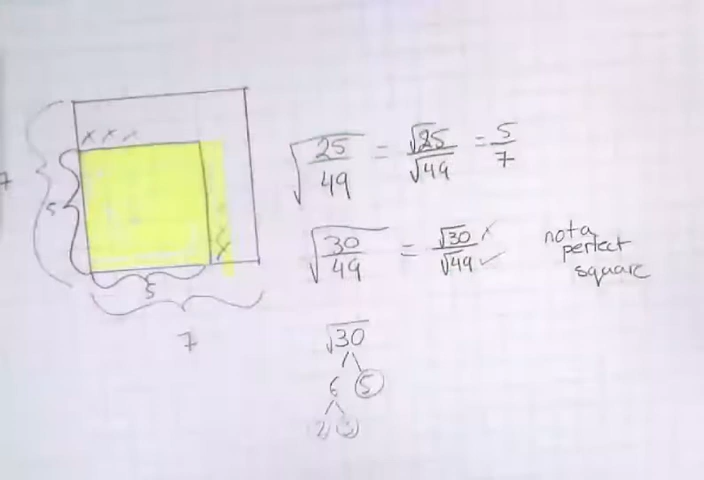 x x x
7
5
x
5
7
√25/49 = √25/√49 = 5/7
√30/49 = √30 x/√49 ✓
not a
perfect
square
√30
6 5
2 3